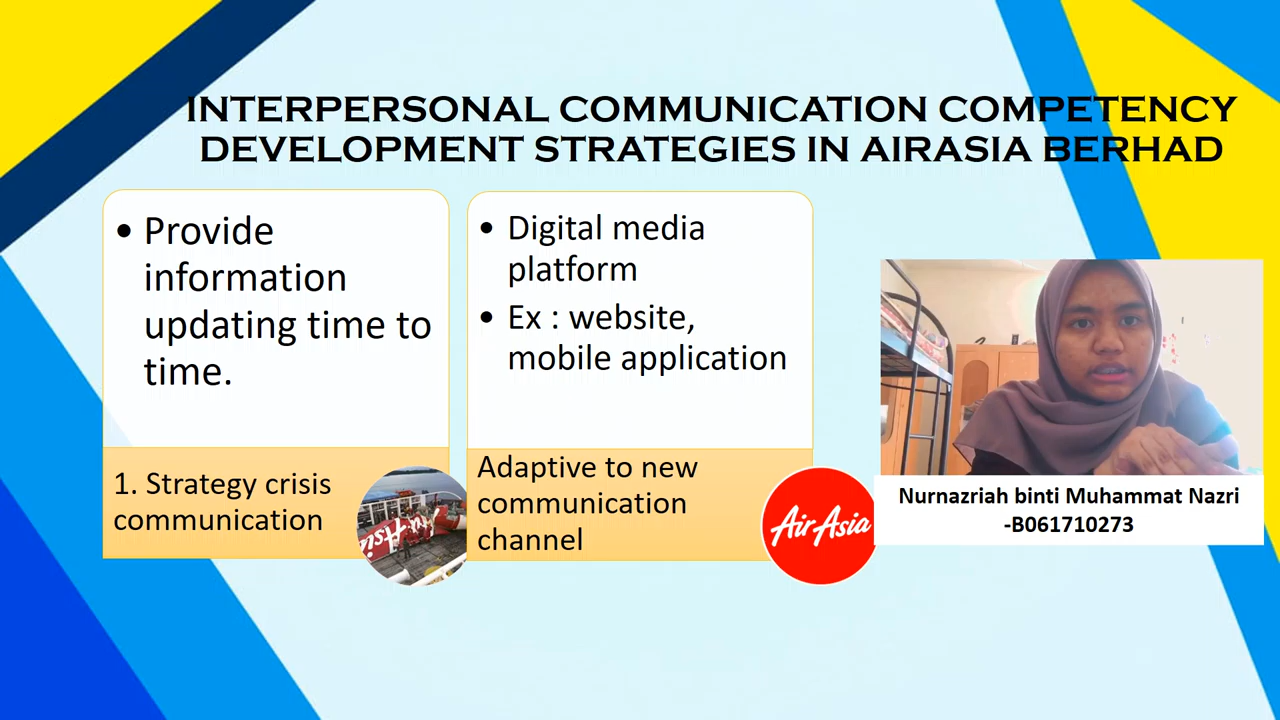 INTERPERSONAL COMMUNICATION COMPETENCY
DEVELOPMENT STRATEGIES IN AIRASIA BERHAD
• Provide
information
updating time to
time.
1. Strategy crisis
communication
• Digital media
platform
• Ex : website,
mobile application
Adaptive to new
communication
channel
AirAsia
Nurnazriah binti Muhammat Nazri
-B061710273